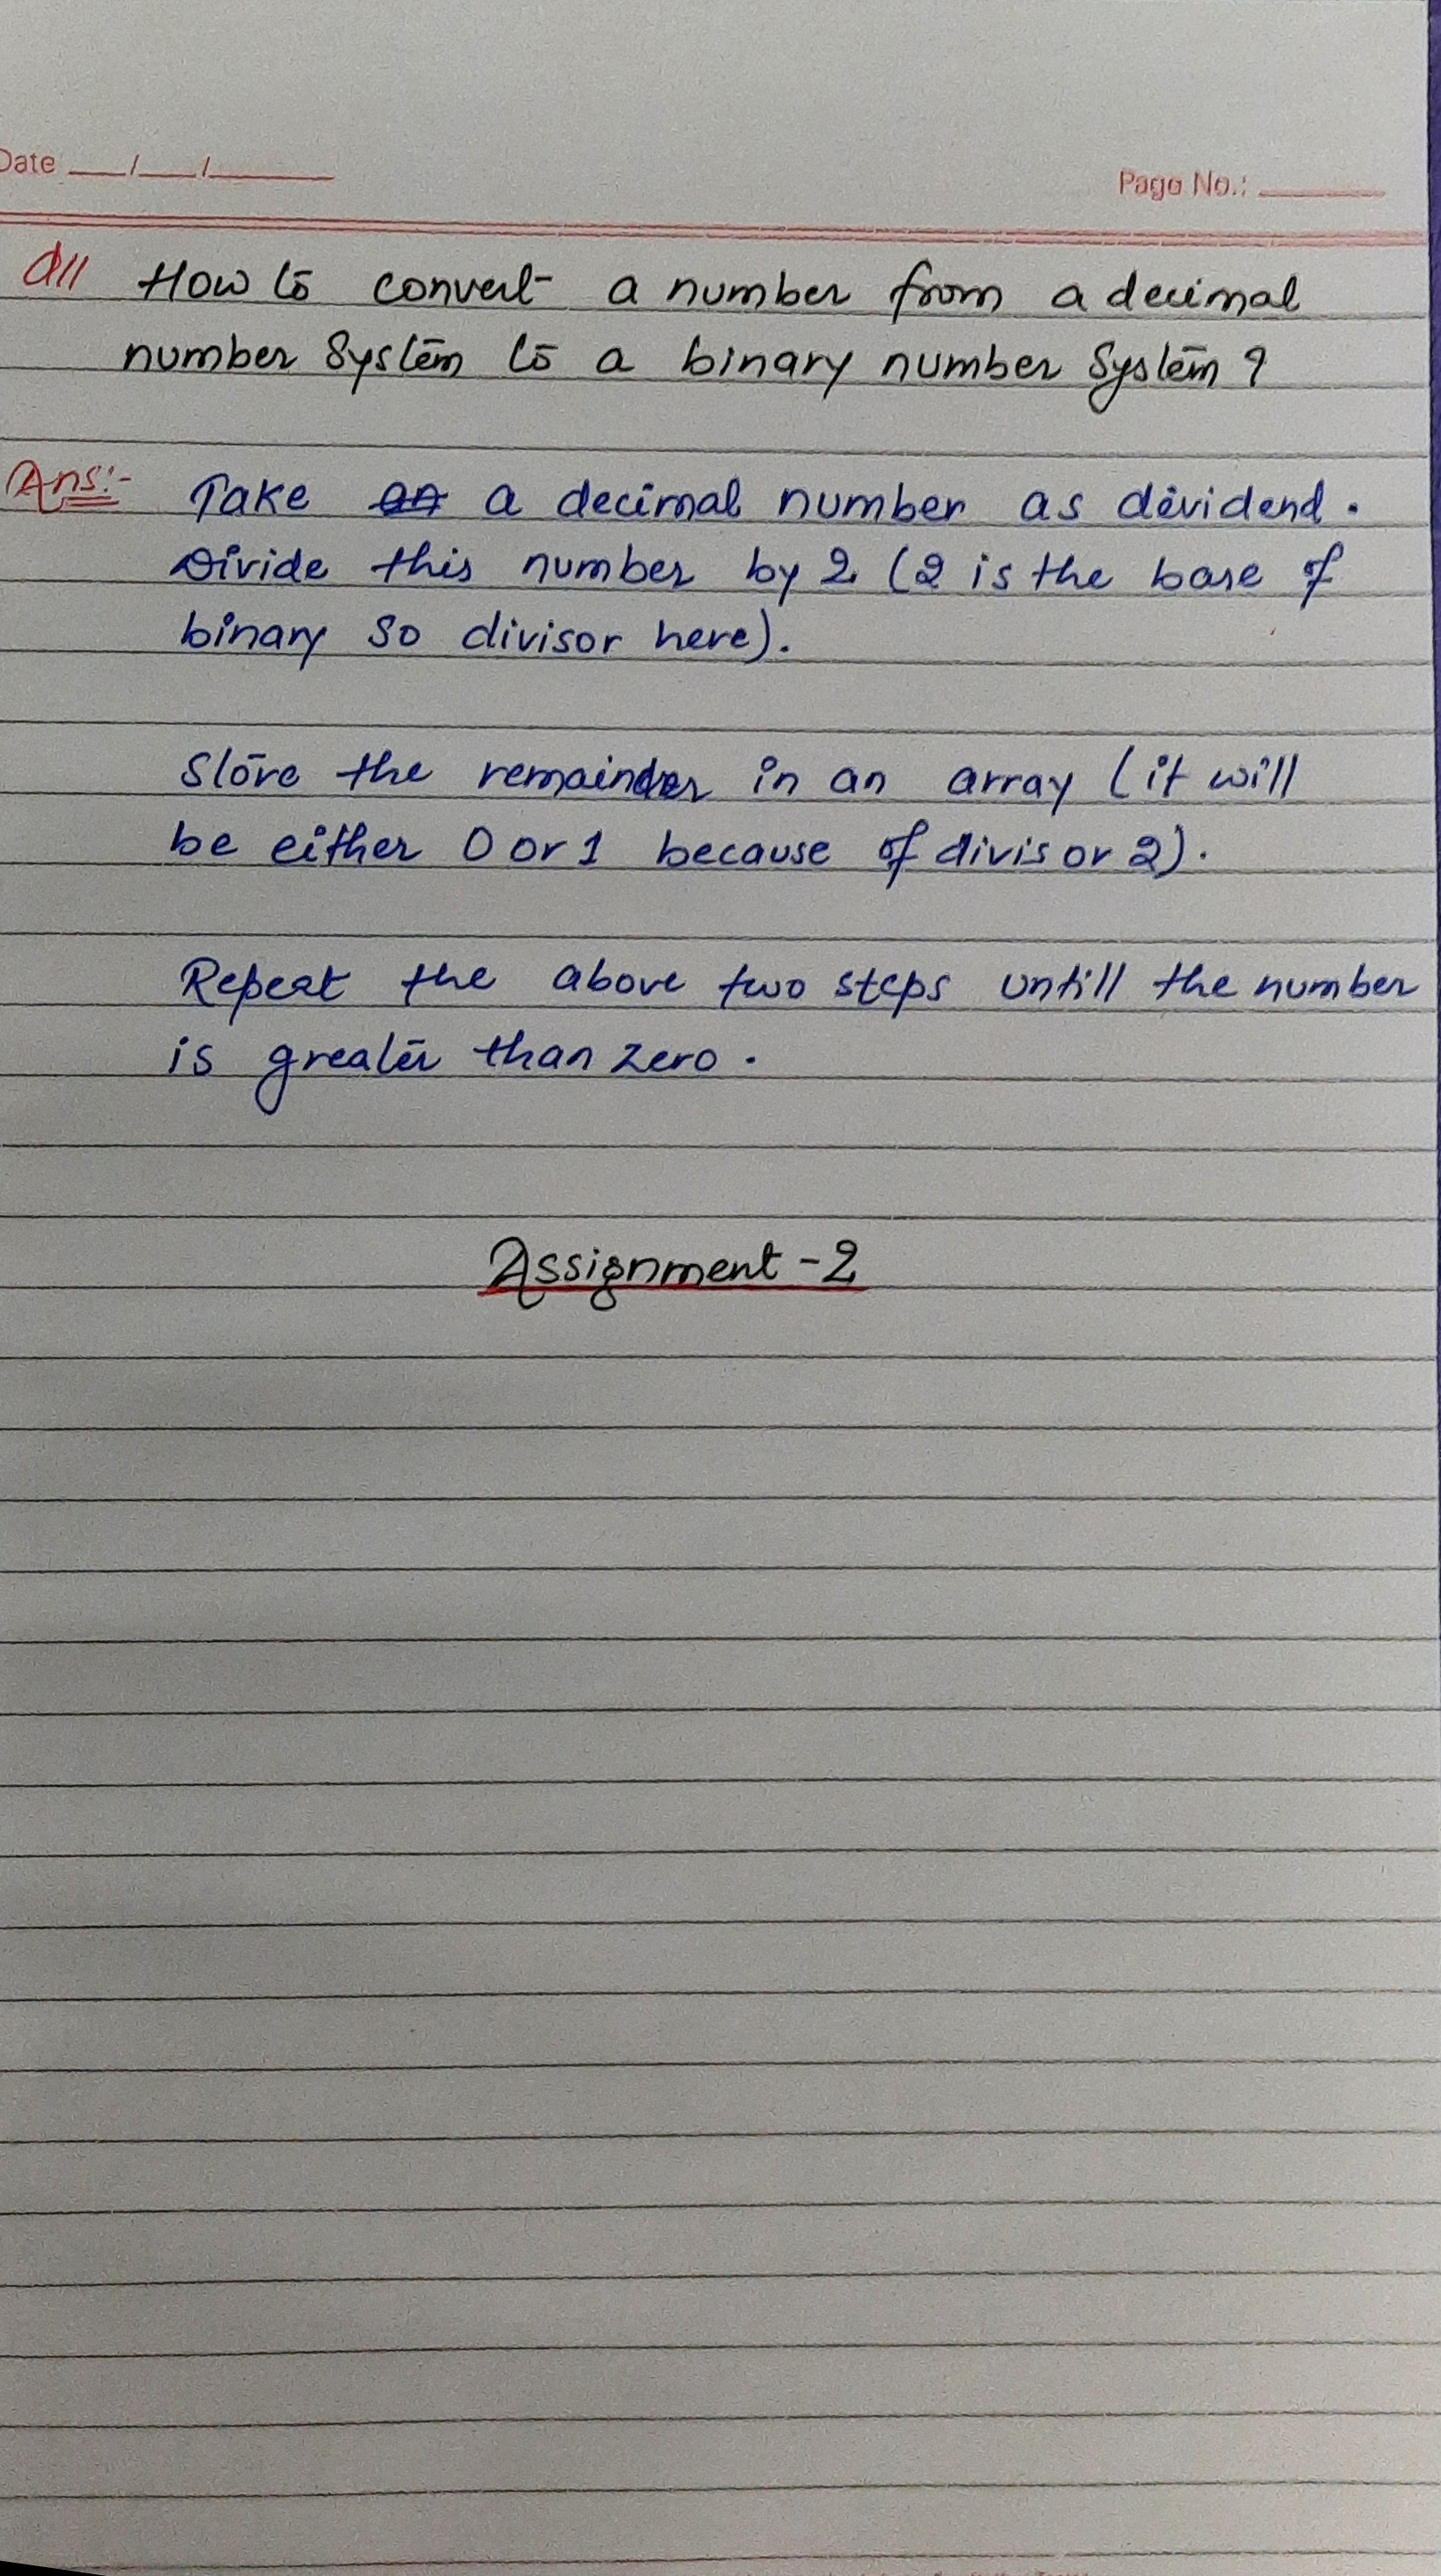 Date ___/___/______
Page No.: ______
Q11 How to convert a number from a decimal
number System to a binary number System ?
Ans:- Take a decimal number as dividend.
Divide this number by 2 (2 is the base of
binary so divisor here).
Store the remainder in an array (it will
be either 0 or 1 because of divisor 2).
Repeat the above two steps untill the number
is greater than zero.
Assignment-2